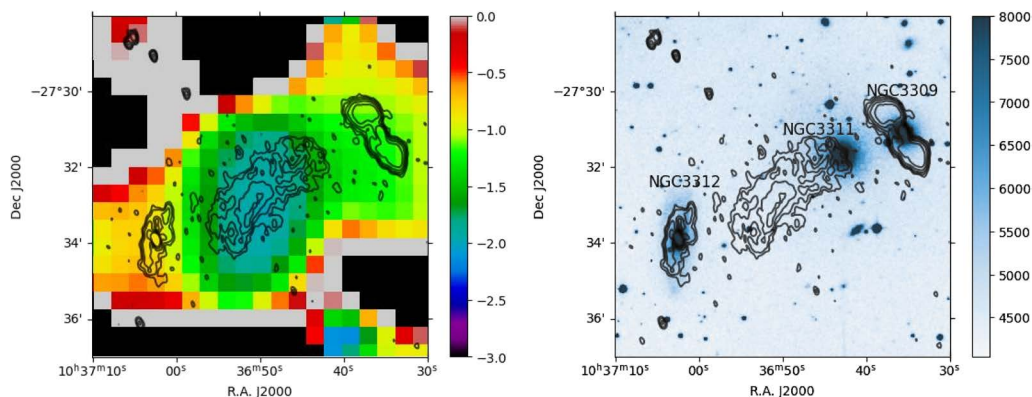 0.0
−0.5
−1.0
−1.5
−2.0
−2.5
−3.0
−27°30'
32'
34'
36'
Dec J2000
10ʰ37ᵐ10ˢ
00ˢ
36ᵐ50ˢ
40ˢ
30ˢ
R.A. J2000
NGC3309
NGC3311
NGC3312
−27°30'
32'
34'
36'
Dec J2000
10ʰ37ᵐ10ˢ
00ˢ
36ᵐ50ˢ
40ˢ
30ˢ
R.A. J2000
8000
7500
7000
6500
6000
5500
5000
4500